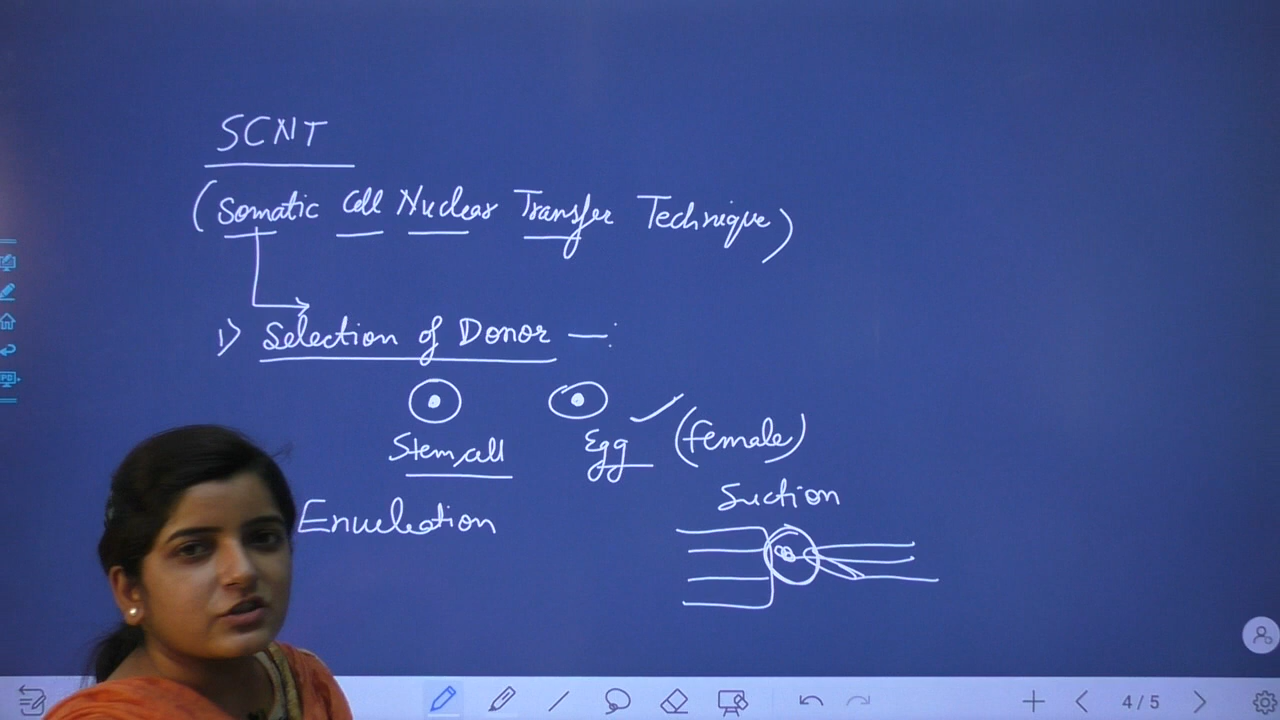 SCNT
(Somatic Cell Nuclear Transfer Technique)
1) Selection of Donor —:
Stem cell
Egg ✓ (female)
Suction
Enucleation
4/5